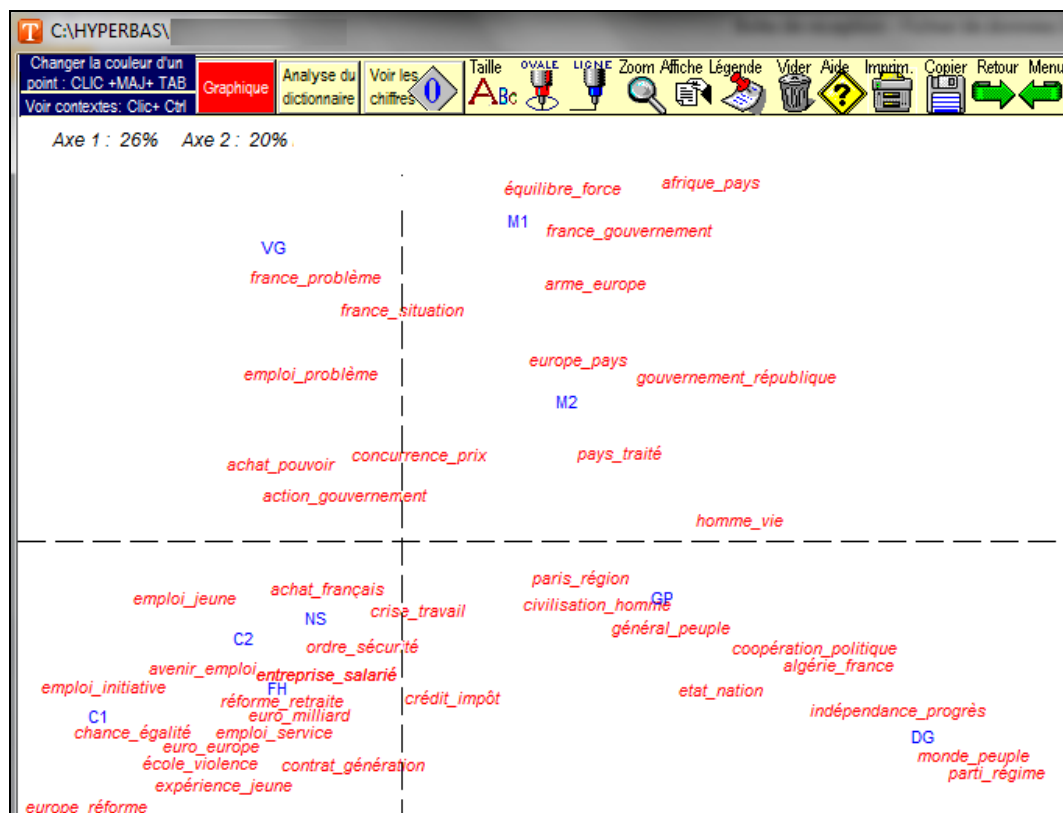 C:\HYPERBAS\
Changer la couleur d'un
point : CLIC +MAJ+ TAB
Voir contextes: Clic+ Ctrl
Graphique
Analyse du
dictionnaire
Voir les
chiffres
0
Taille
ABc
OVALE
LIGNE
Zoom
Affiche
Légende
Vider
Aide
?
Imprim.
Copier
Retour
Menu
Axe 1 : 26% Axe 2 : 20%
équilibre_force
afrique_pays
M1
france_gouvernement
VG
france_problème
arme_europe
france_situation
europe_pays
emploi_problème
gouvernement_république
M2
concurrence_prix
pays_traité
achat_pouvoir
action_gouvernement
homme_vie
paris_région
achat_français
emploi_jeune
civilisation_homme
GP
crise_travail
NS
général_peuple
C2
ordre_sécurité
coopération_politique
algérie_france
avenir_emploi
entreprise_salarié
emploi_initiative
FH
etat_nation
réforme_retraite
crédit_impôt
indépendance_progrès
C1
euro_milliard
chance_égalité
emploi_service
DG
euro_europe
monde_peuple
école_violence
contrat_génération
parti_régime
expérience_jeune
europe_réforme